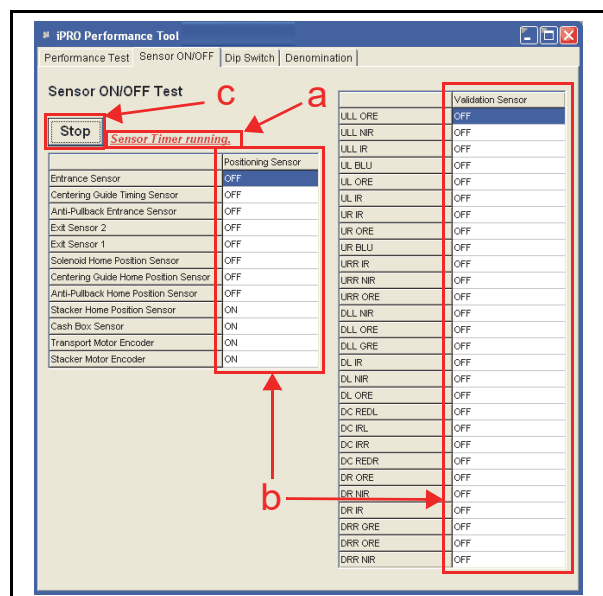 iPRO Performance Tool
Performance Test Sensor ON/OFF Dip Switch Denomination
Sensor ON/OFF Test
c
a
Stop
Sensor Timer running.
Positioning Sensor
Entrance Sensor OFF
Centering Guide Timing Sensor OFF
Anti-Pullback Entrance Sensor OFF
Exit Sensor 2 OFF
Exit Sensor 1 OFF
Solenoid Home Position Sensor OFF
Centering Guide Home Position Sensor OFF
Anti-Pullback Home Position Sensor OFF
Stacker Home Position Sensor ON
Cash Box Sensor ON
Transport Motor Encoder ON
Stacker Motor Encoder ON
b
Validation Sensor
ULL ORE OFF
ULL NIR OFF
ULL IR OFF
UL BLU OFF
UL ORE OFF
UL IR OFF
UR IR OFF
UR ORE OFF
UR BLU OFF
URR IR OFF
URR NIR OFF
URR ORE OFF
DLL NIR OFF
DLL ORE OFF
DLL GRE OFF
DL IR OFF
DL NIR OFF
DL ORE OFF
DC REDL OFF
DC IRL OFF
DC IRR OFF
DC REDR OFF
DR ORE OFF
DR NIR OFF
DR IR OFF
DRR GRE OFF
DRR ORE OFF
DRR NIR OFF